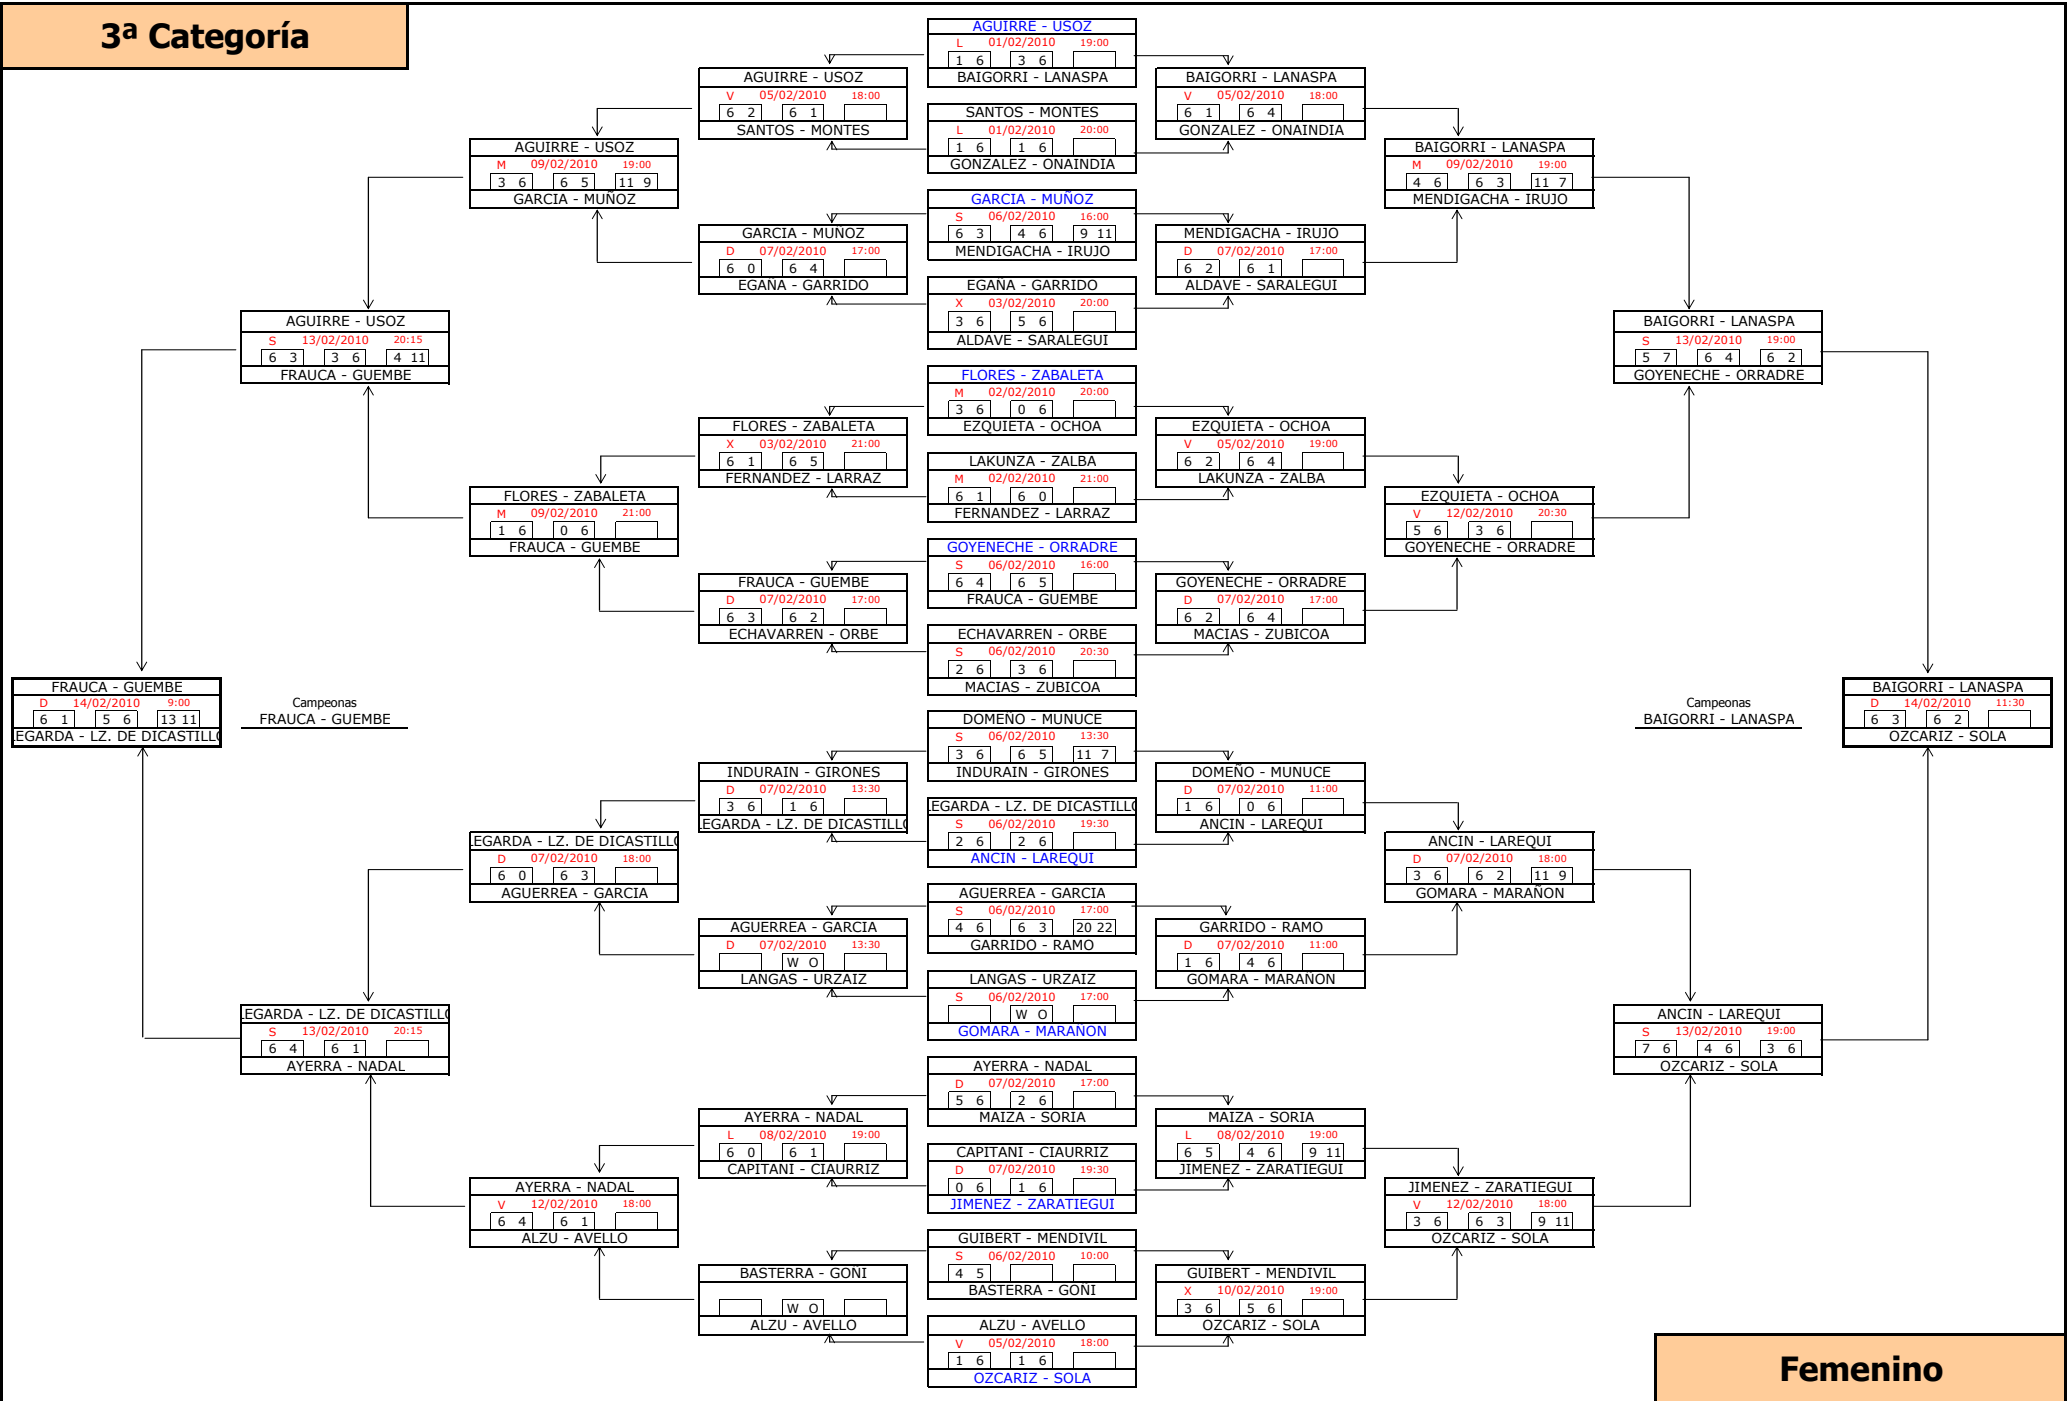 3ª Categoría
AGUIRRE - USOZ
L 01/02/2010 19:00
1 6 3 6
BAIGORRI - LANASPA
SANTOS - MONTES
L 01/02/2010 20:00
1 6 1 6
GONZALEZ - ONAINDIA
GARCIA - MUÑOZ
S 06/02/2010 16:00
6 3 4 6 9 11
MENDIGACHA - IRUJO
EGAÑA - GARRIDO
X 03/02/2010 20:00
3 6 5 6
ALDAVE - SARALEGUI
FLORES - ZABALETA
M 02/02/2010 20:00
3 6 0 6
EZQUIETA - OCHOA
LAKUNZA - ZALBA
M 02/02/2010 21:00
6 1 6 0
FERNANDEZ - LARRAZ
GOYENECHE - ORRADRE
S 06/02/2010 16:00
6 4 6 5
FRAUCA - GUEMBE
ECHAVARREN - ORBE
S 06/02/2010 20:30
2 6 3 6
MACIAS - ZUBICOA
DOMEÑO - MUNUCE
S 06/02/2010 13:30
3 6 6 5 11 7
INDURAIN - GIRONES
LEGARDA - LZ. DE DICASTILLO
S 06/02/2010 19:30
2 6 2 6
ANCIN - LAREQUI
AGUERREA - GARCIA
S 06/02/2010 17:00
4 6 6 3 20 22
GARRIDO - RAMO
LANGAS - URZAIZ
S 06/02/2010 17:00
W O
GOMARA - MARAÑON
AYERRA - NADAL
D 07/02/2010 17:00
5 6 2 6
MAIZA - SORIA
CAPITANI - CIAURRIZ
D 07/02/2010 19:30
0 6 1 6
JIMENEZ - ZARATIEGUI
GUIBERT - MENDIVIL
S 06/02/2010 10:00
4 5
BASTERRA - GOÑI
ALZU - AVELLO
V 05/02/2010 18:00
1 6 1 6
OZCARIZ - SOLA
AGUIRRE - USOZ
V 05/02/2010 18:00
6 2 6 1
SANTOS - MONTES
GARCIA - MUÑOZ
D 07/02/2010 17:00
6 0 6 4
EGAÑA - GARRIDO
FLORES - ZABALETA
X 03/02/2010 21:00
6 1 6 5
FERNANDEZ - LARRAZ
FRAUCA - GUEMBE
D 07/02/2010 17:00
6 3 6 2
ECHAVARREN - ORBE
INDURAIN - GIRONES
D 07/02/2010 13:30
3 6 1 6
LEGARDA - LZ. DE DICASTILLO
AGUERREA - GARCIA
D 07/02/2010 13:30
W O
LANGAS - URZAIZ
AYERRA - NADAL
L 08/02/2010 19:00
6 0 6 1
CAPITANI - CIAURRIZ
BASTERRA - GOÑI
W O
ALZU - AVELLO
AGUIRRE - USOZ
M 09/02/2010 19:00
3 6 6 5 11 9
GARCIA - MUÑOZ
FLORES - ZABALETA
M 09/02/2010 21:00
1 6 0 6
FRAUCA - GUEMBE
LEGARDA - LZ. DE DICASTILLO
D 07/02/2010 18:00
6 0 6 3
AGUERREA - GARCIA
AYERRA - NADAL
V 12/02/2010 18:00
6 4 6 1
ALZU - AVELLO
AGUIRRE - USOZ
S 13/02/2010 20:15
6 3 3 6 4 11
FRAUCA - GUEMBE
LEGARDA - LZ. DE DICASTILLO
S 13/02/2010 20:15
6 4 6 1
AYERRA - NADAL
FRAUCA - GUEMBE
D 14/02/2010 9:00
6 1 5 6 13 11
LEGARDA - LZ. DE DICASTILLO
Campeonas
FRAUCA - GUEMBE
BAIGORRI - LANASPA
V 05/02/2010 18:00
6 1 6 4
GONZALEZ - ONAINDIA
MENDIGACHA - IRUJO
D 07/02/2010 17:00
6 2 6 1
ALDAVE - SARALEGUI
EZQUIETA - OCHOA
V 05/02/2010 19:00
6 2 6 4
LAKUNZA - ZALBA
GOYENECHE - ORRADRE
D 07/02/2010 17:00
6 2 6 4
MACIAS - ZUBICOA
DOMEÑO - MUNUCE
D 07/02/2010 11:00
1 6 0 6
ANCIN - LAREQUI
GARRIDO - RAMO
D 07/02/2010 11:00
1 6 4 6
GOMARA - MARAÑON
MAIZA - SORIA
L 08/02/2010 19:00
6 5 4 6 9 11
JIMENEZ - ZARATIEGUI
GUIBERT - MENDIVIL
X 10/02/2010 19:00
3 6 5 6
OZCARIZ - SOLA
BAIGORRI - LANASPA
M 09/02/2010 19:00
4 6 6 3 11 7
MENDIGACHA - IRUJO
EZQUIETA - OCHOA
V 12/02/2010 20:30
5 6 3 6
GOYENECHE - ORRADRE
ANCIN - LAREQUI
D 07/02/2010 18:00
3 6 6 2 11 9
GOMARA - MARAÑON
JIMENEZ - ZARATIEGUI
V 12/02/2010 18:00
3 6 6 3 9 11
OZCARIZ - SOLA
BAIGORRI - LANASPA
S 13/02/2010 19:00
5 7 6 4 6 2
GOYENECHE - ORRADRE
ANCIN - LAREQUI
S 13/02/2010 19:00
7 6 4 6 3 6
OZCARIZ - SOLA
Campeonas
BAIGORRI - LANASPA
BAIGORRI - LANASPA
D 14/02/2010 11:30
6 3 6 2
OZCARIZ - SOLA
Femenino